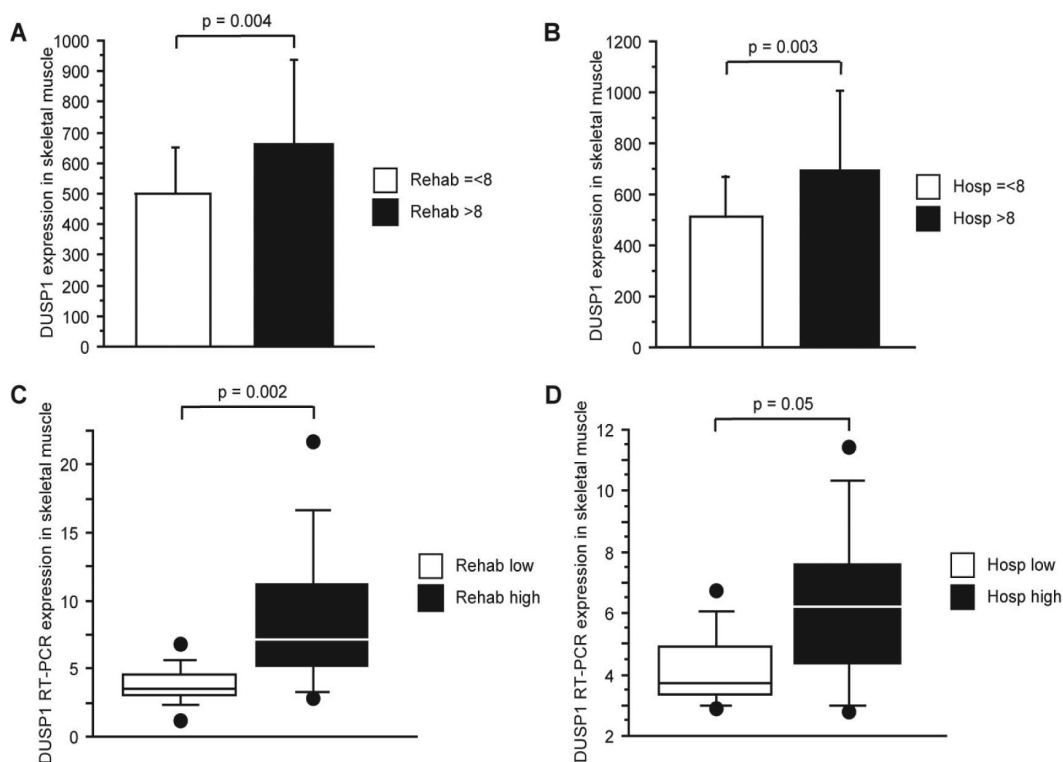 A
p = 0.004
DUSP1 expression in skeletal muscle
1000
900
800
700
600
500
400
300
200
100
0
Rehab =<8
Rehab >8
B
p = 0.003
DUSP1 expression in skeletal muscle
1200
1000
800
600
400
200
0
Hosp =<8
Hosp >8
C
p = 0.002
DUSP1 RT-PCR expression in skeletal muscle
20
15
10
5
0
Rehab low
Rehab high
D
p = 0.05
DUSP1 RT-PCR expression in skeletal muscle
12
10
8
6
4
2
Hosp low
Hosp high